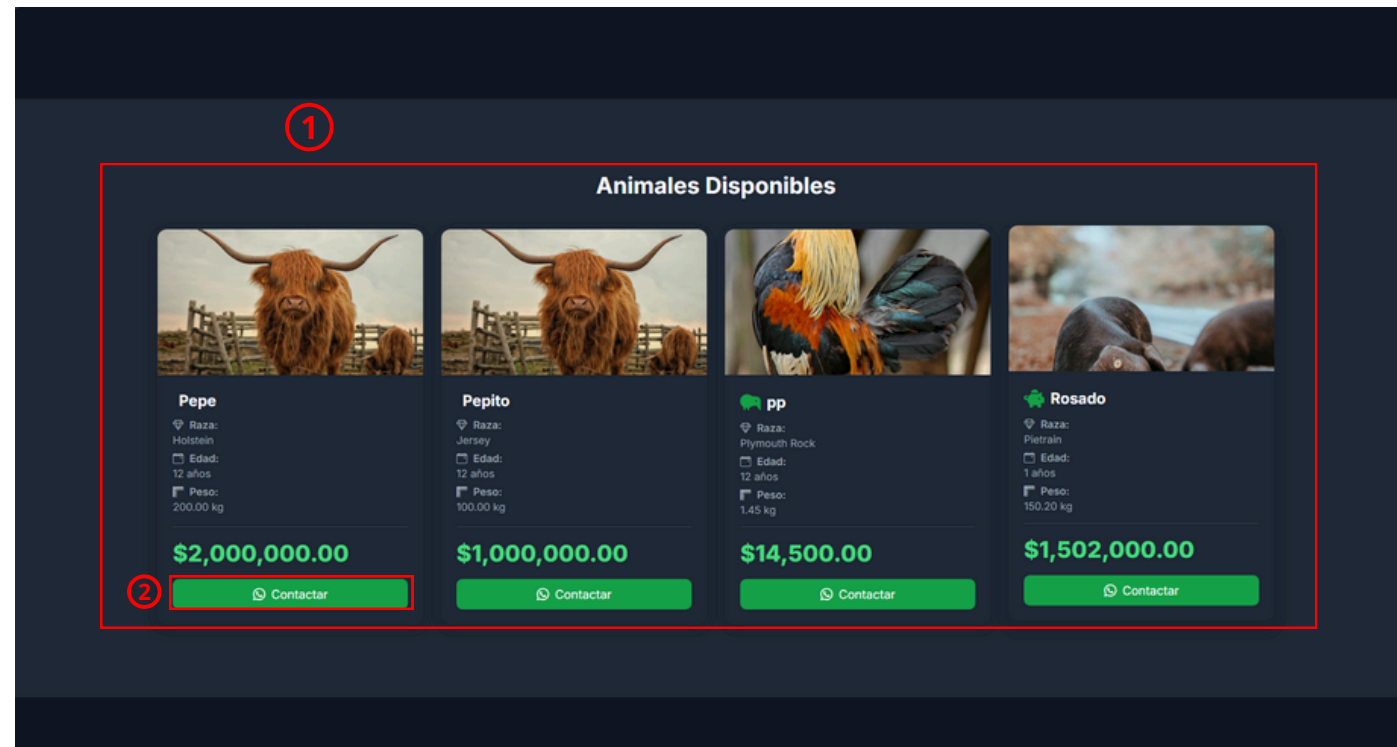 1
Animales Disponibles
Pepe
Raza:
Holstein
Edad:
12 años
Peso:
200.00 kg
$2,000,000.00
2
Contactar
Pepito
Raza:
Jersey
Edad:
12 años
Peso:
100.00 kg
$1,000,000.00
Contactar
pp
Raza:
Plymouth Rock
Edad:
12 años
Peso:
1.45 kg
$14,500.00
Contactar
Rosado
Raza:
Pietrain
Edad:
1 años
Peso:
150.20 kg
$1,502,000.00
Contactar